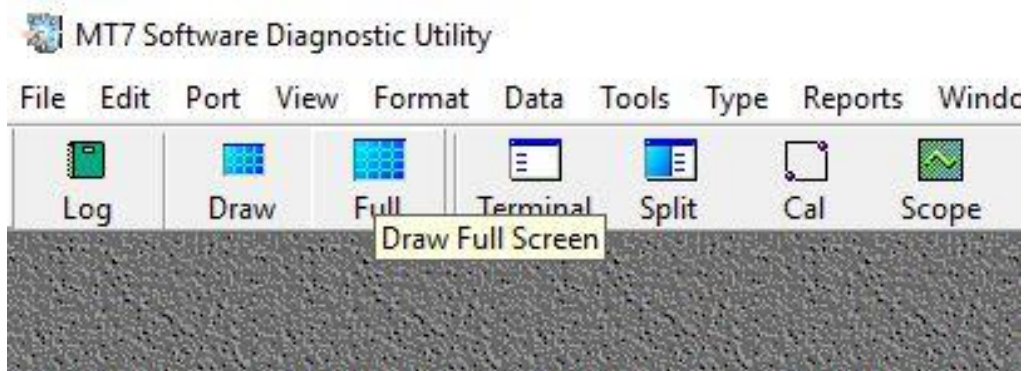 MT7 Software Diagnostic Utility
File Edit Port View Format Data Tools Type Reports Windo
Log Draw Full Terminal Split Cal Scope
Draw Full Screen